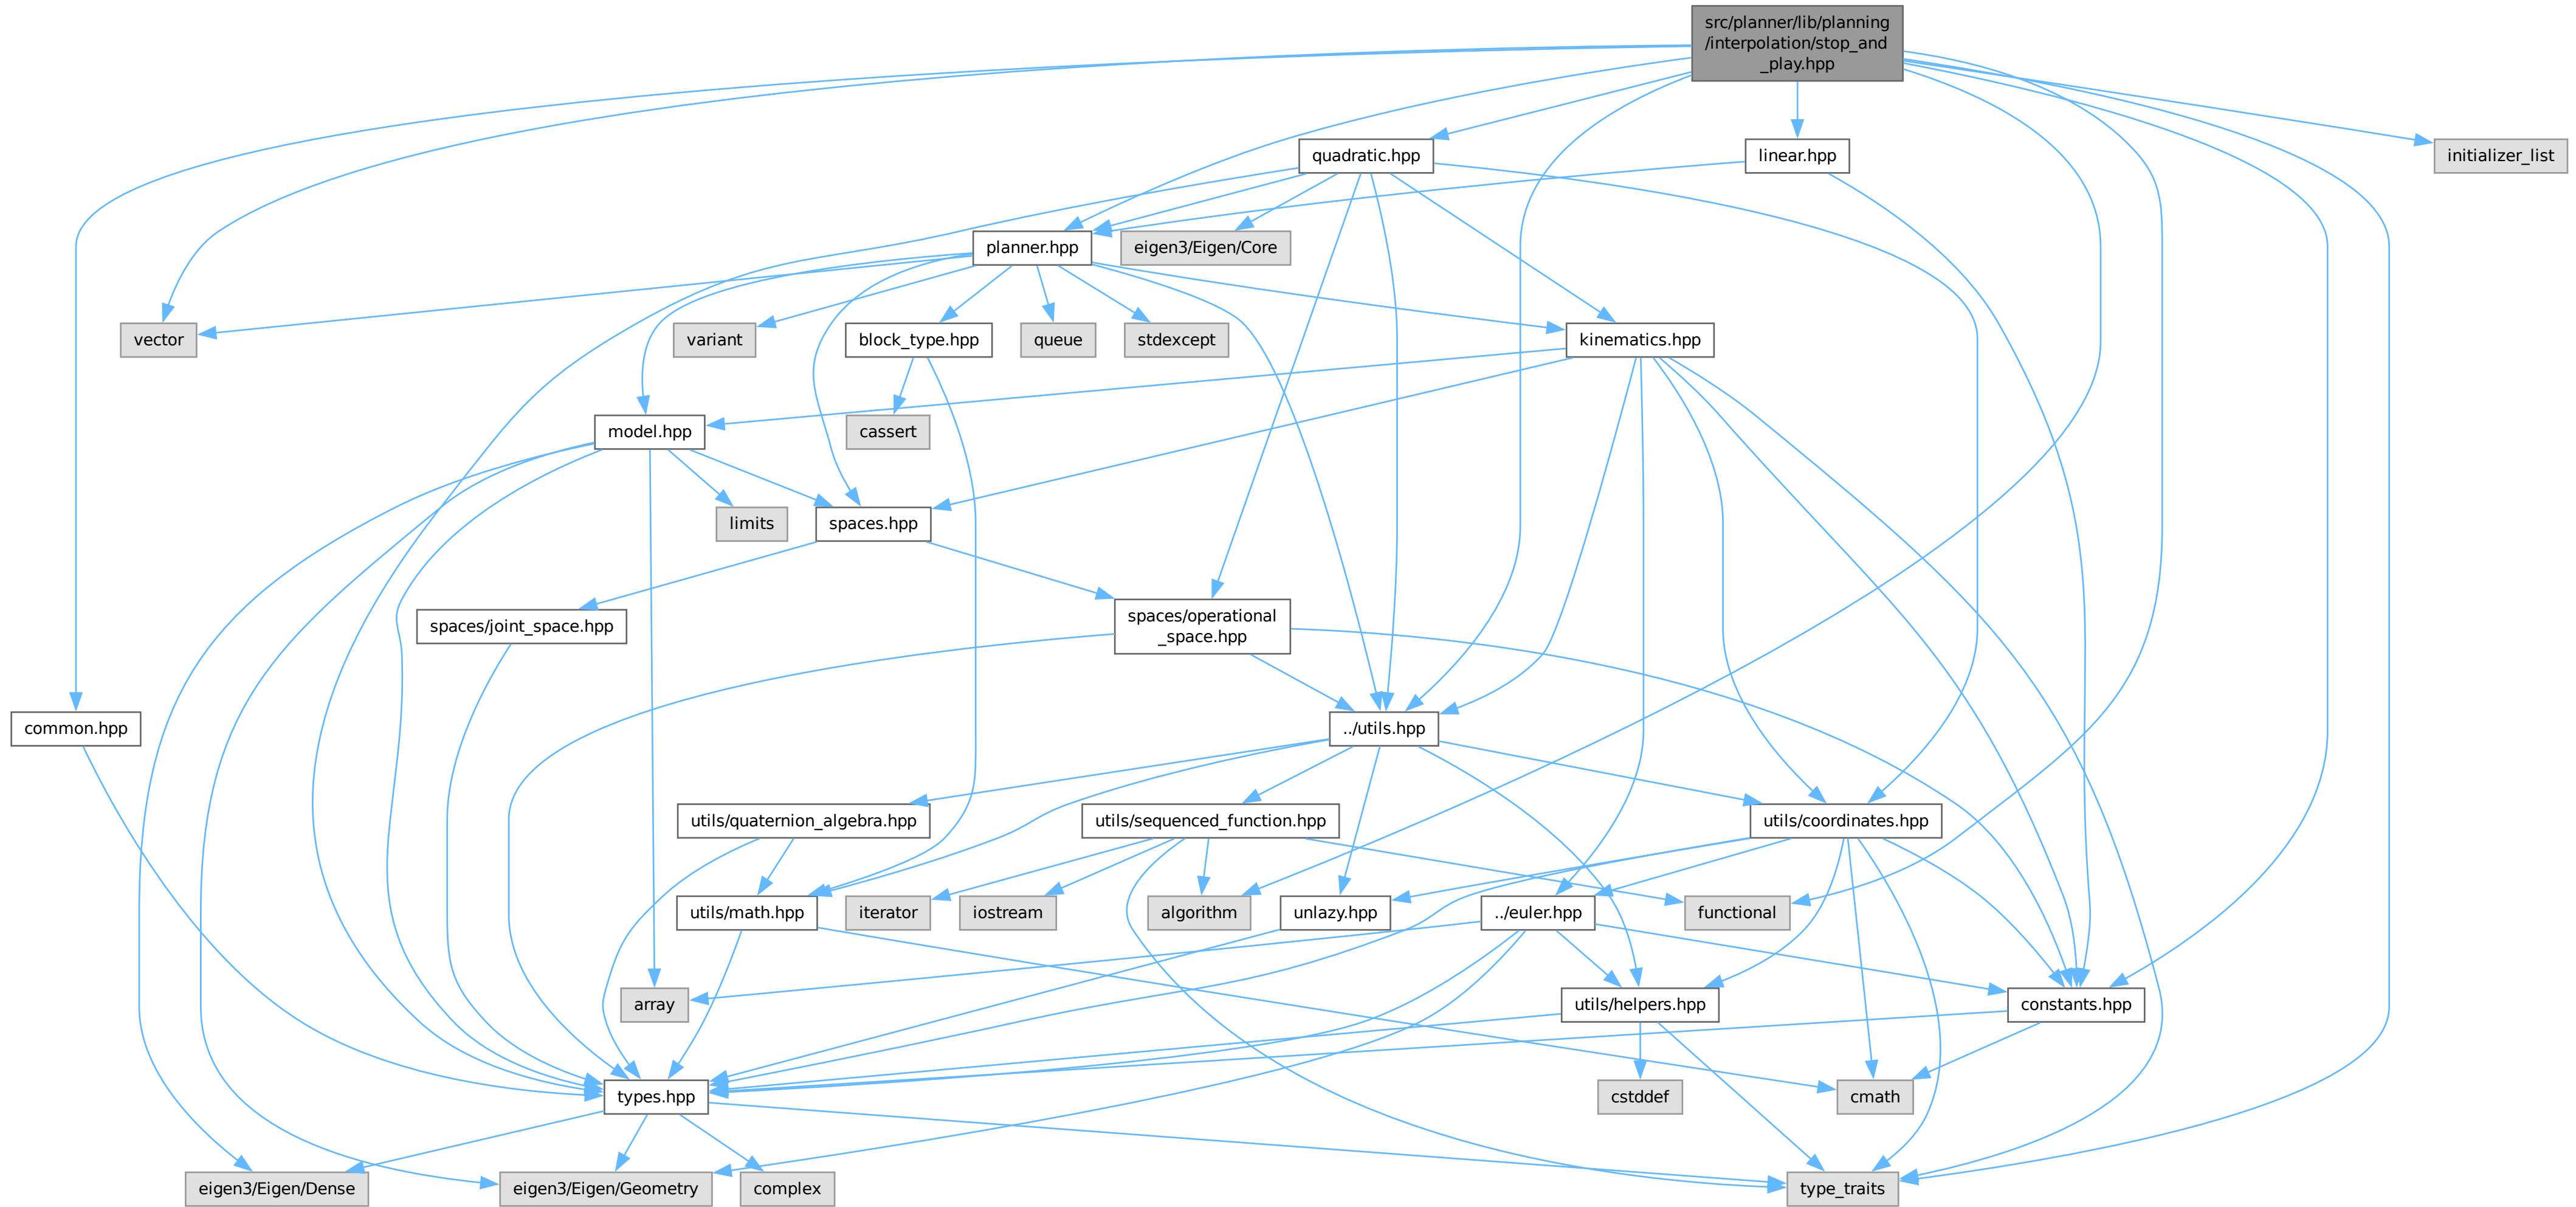 src/planner/lib/planning
/interpolation/stop_and
_play.hpp
quadratic.hpp
linear.hpp
initializer_list
planner.hpp
eigen3/Eigen/Core
vector
variant
block_type.hpp
queue
stdexcept
kinematics.hpp
model.hpp
cassert
limits
spaces.hpp
spaces/joint_space.hpp
spaces/operational
_space.hpp
common.hpp
../utils.hpp
utils/quaternion_algebra.hpp
utils/sequenced_function.hpp
utils/coordinates.hpp
utils/math.hpp
iterator
iostream
algorithm
unlazy.hpp
../euler.hpp
functional
array
utils/helpers.hpp
constants.hpp
types.hpp
cstddef
cmath
eigen3/Eigen/Dense
eigen3/Eigen/Geometry
complex
type_traits